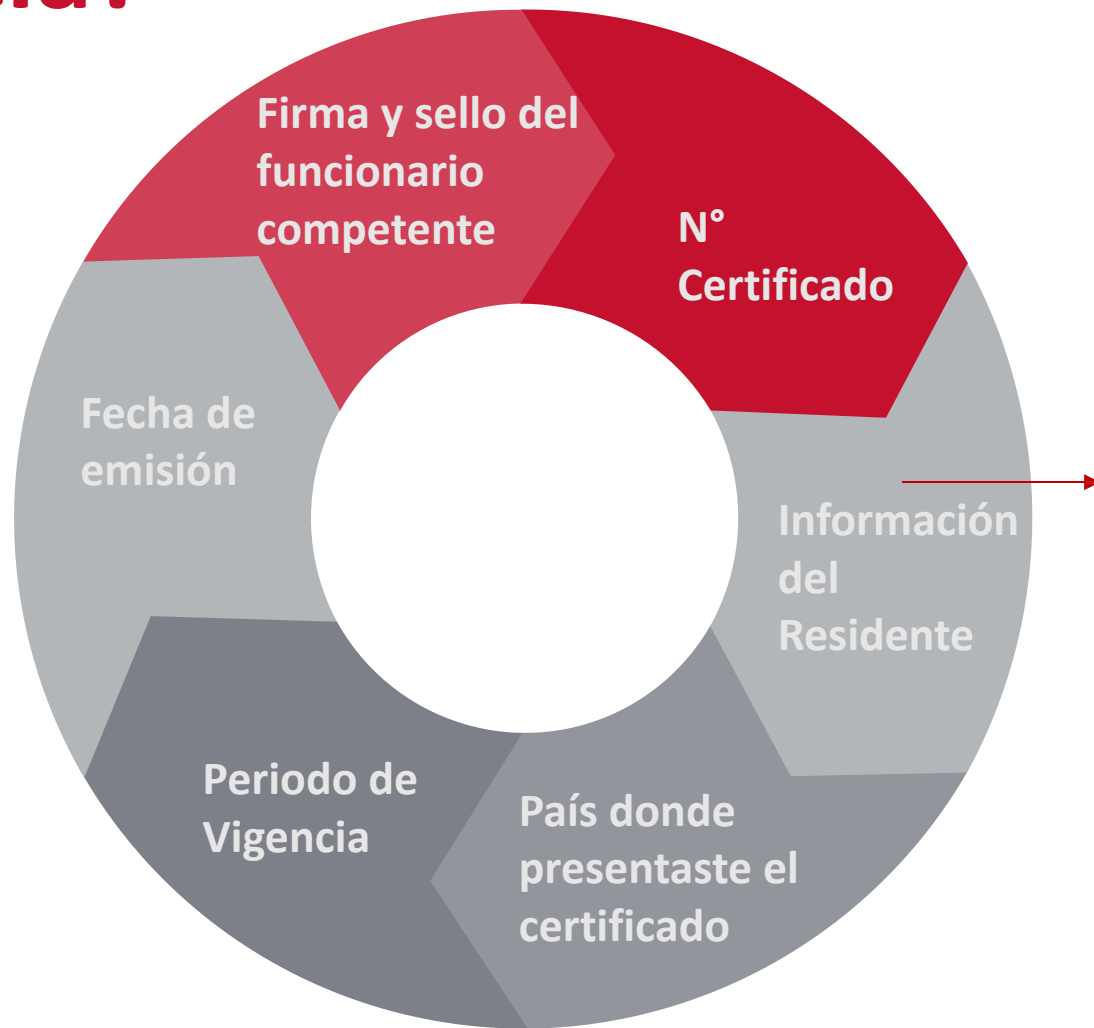 Firma y sello del
funcionario
competente
N°
Certificado
Fecha de
emisión
Información
del
Residente
Periodo de
Vigencia
País donde
presentaste el
certificado